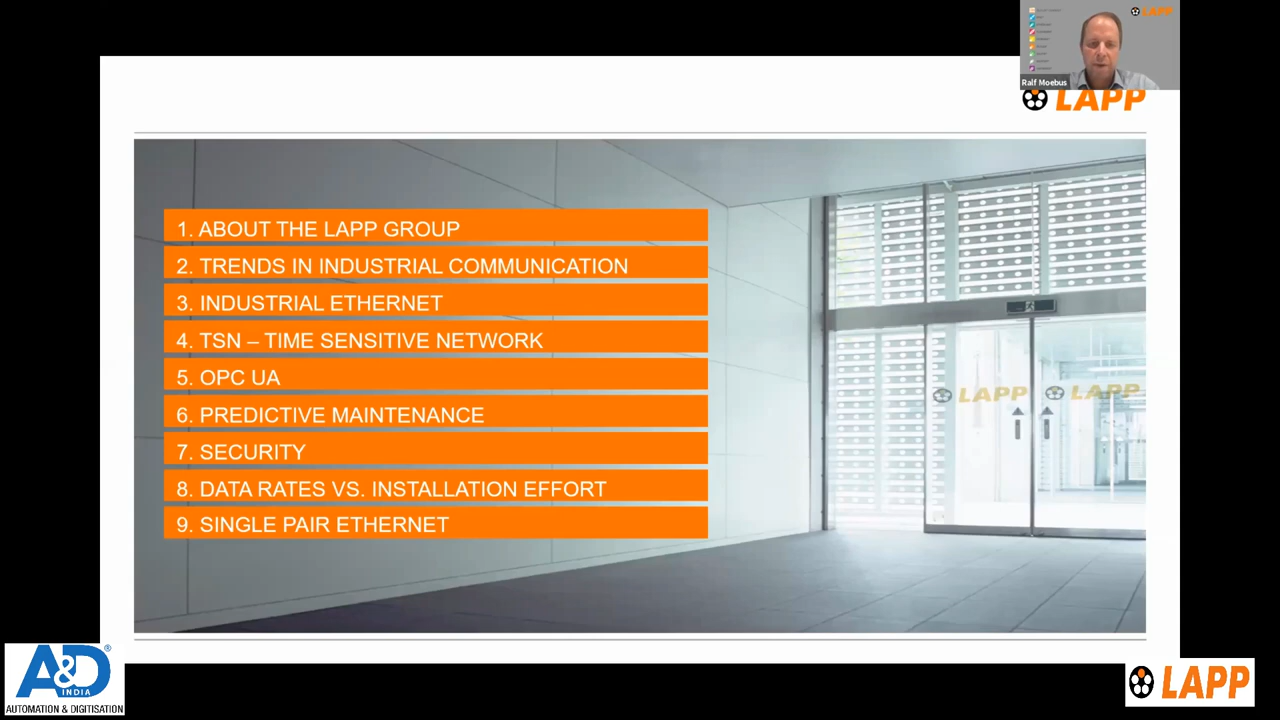 LAPP
Ralf Moebus
LAPP
1. ABOUT THE LAPP GROUP
2. TRENDS IN INDUSTRIAL COMMUNICATION
3. INDUSTRIAL ETHERNET
4. TSN – TIME SENSITIVE NETWORK
5. OPC UA
6. PREDICTIVE MAINTENANCE
7. SECURITY
8. DATA RATES VS. INSTALLATION EFFORT
9. SINGLE PAIR ETHERNET
LAPP LAPP
A&D®
INDIA
AUTOMATION & DIGITISATION
LAPP